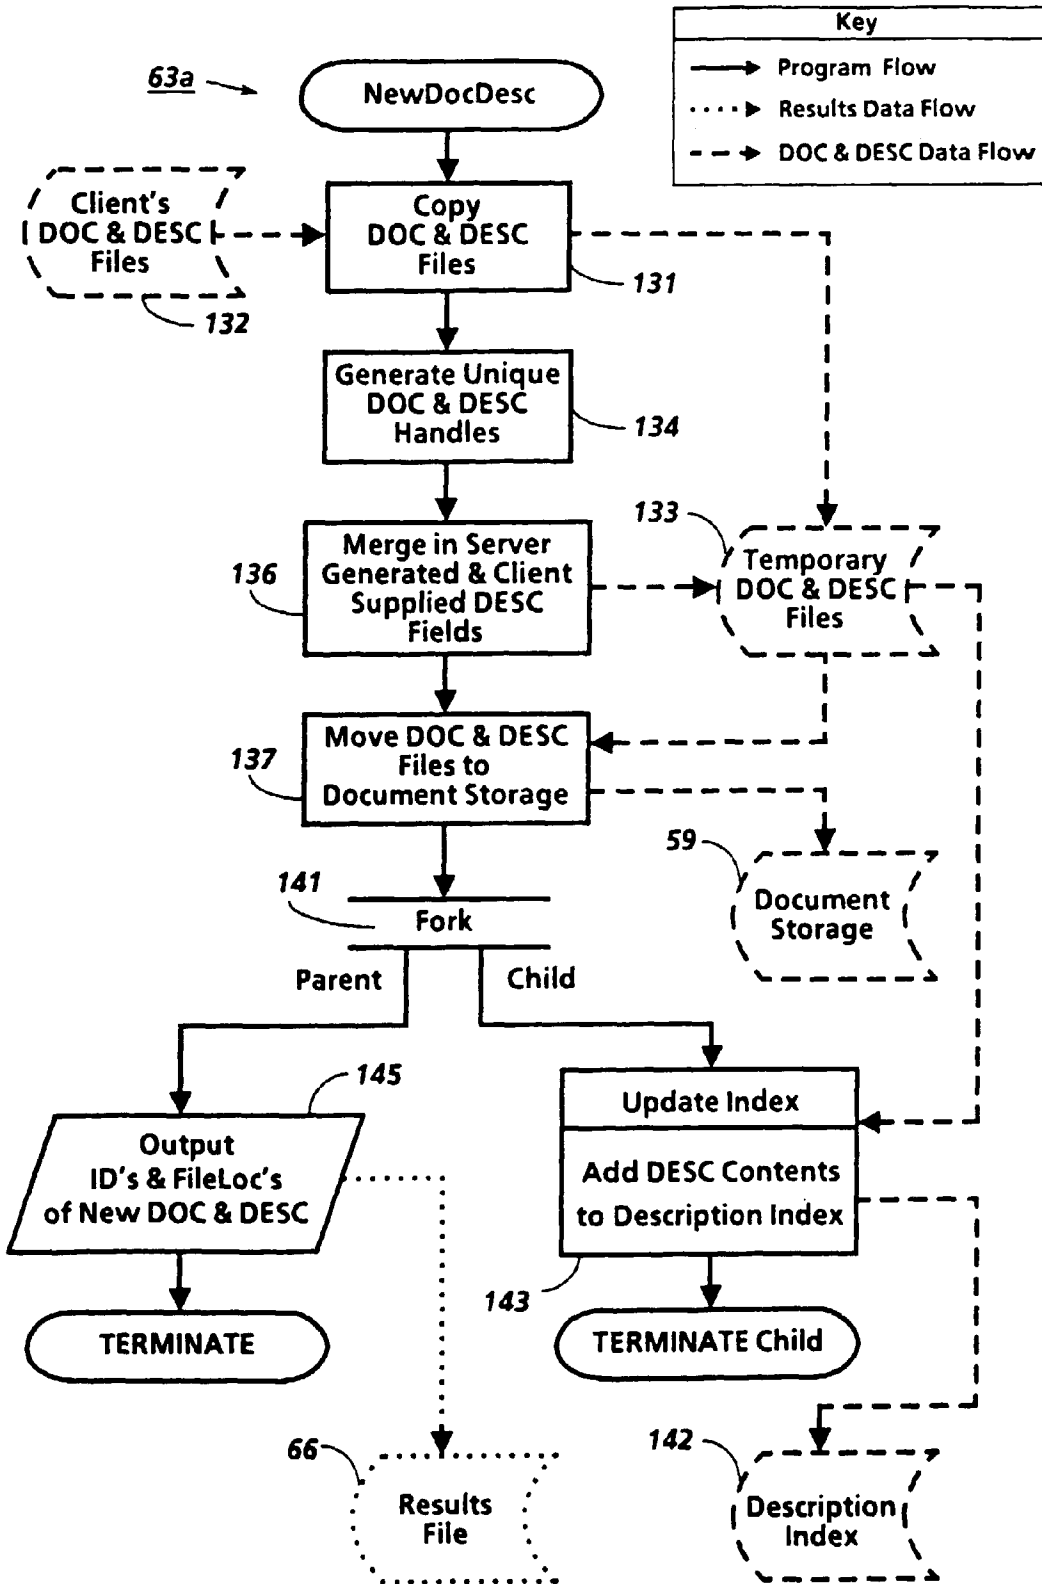 Key
Program Flow
Results Data Flow
DOC & DESC Data Flow
63a
NewDocDesc
Client's
DOC & DESC
Files
132
Copy
DOC & DESC
Files
131
Generate Unique
DOC & DESC
Handles
134
133
Temporary
DOC & DESC
Files
136
Merge in Server
Generated & Client
Supplied DESC
Fields
137
Move DOC & DESC
Files to
Document Storage
59
Document
Storage
141
Fork
Parent
Child
145
Output
ID's & FileLoc's
of New DOC & DESC
Update Index
Add DESC Contents
to Description Index
143
TERMINATE
TERMINATE Child
66
Results
File
142
Description
Index